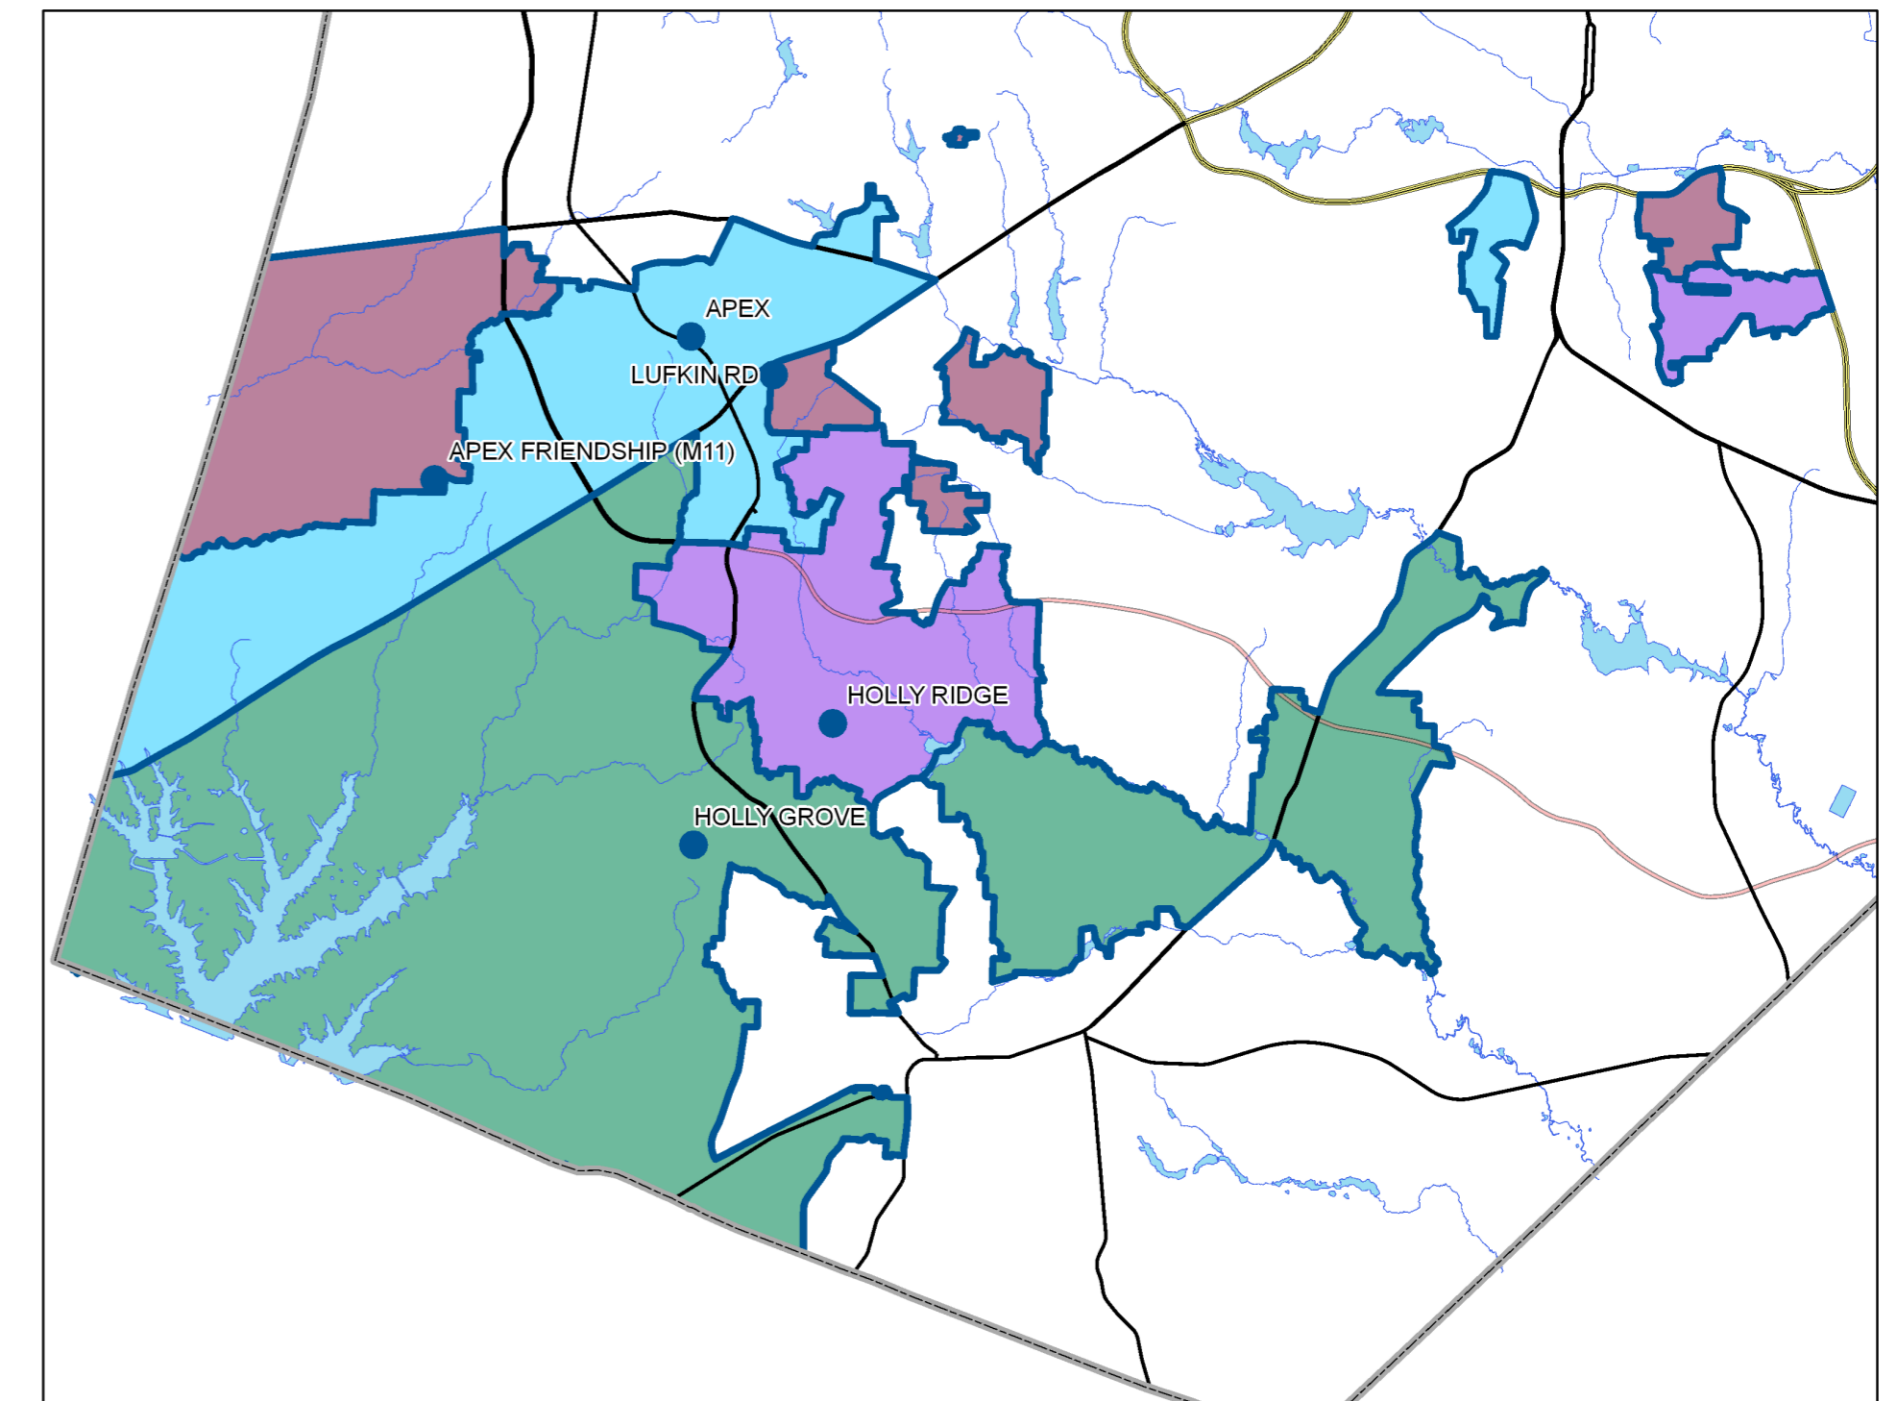 APEX
LUFKIN RD
APEX FRIENDSHIP (M11)
HOLLY RIDGE
HOLLY GROVE